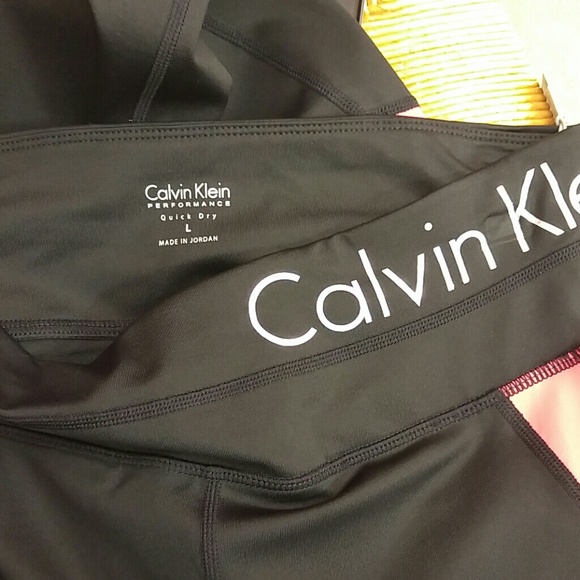 Calvin Klein
PERFORMANCE
Quick Dry
L
MADE IN JORDAN
Calvin Kle